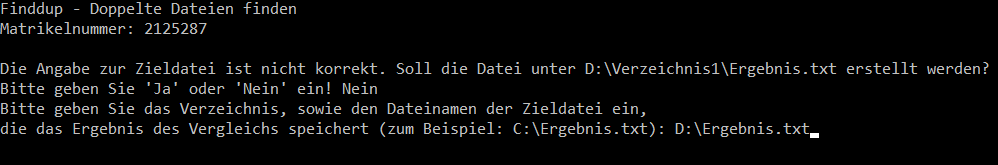 Finddup - Doppelte Dateien finden
Matrikelnummer: 2125287
Die Angabe zur Zieldatei ist nicht korrekt. Soll die Datei unter D:\Verzeichnis1\Ergebnis.txt erstellt werden?
Bitte geben Sie 'Ja' oder 'Nein' ein! Nein
Bitte geben Sie das Verzeichnis, sowie den Dateinamen der Zieldatei ein,
die das Ergebnis des Vergleichs speichert (zum Beispiel: C:\Ergebnis.txt): D:\Ergebnis.txt